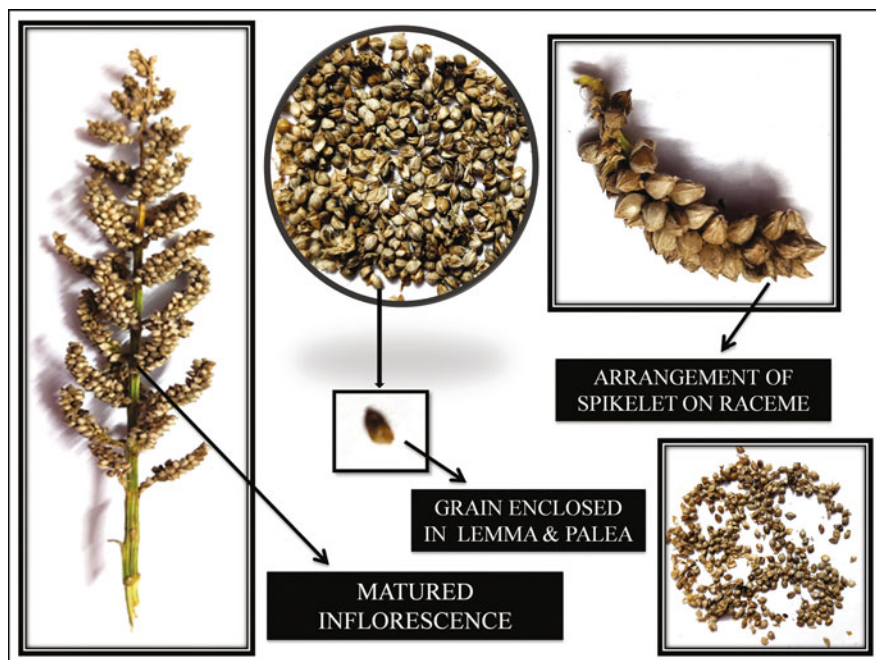 ARRANGEMENT OF
SPIKELET ON RACEME
GRAIN ENCLOSED
IN LEMMA & PALEA
MATURED
INFLORESCENCE